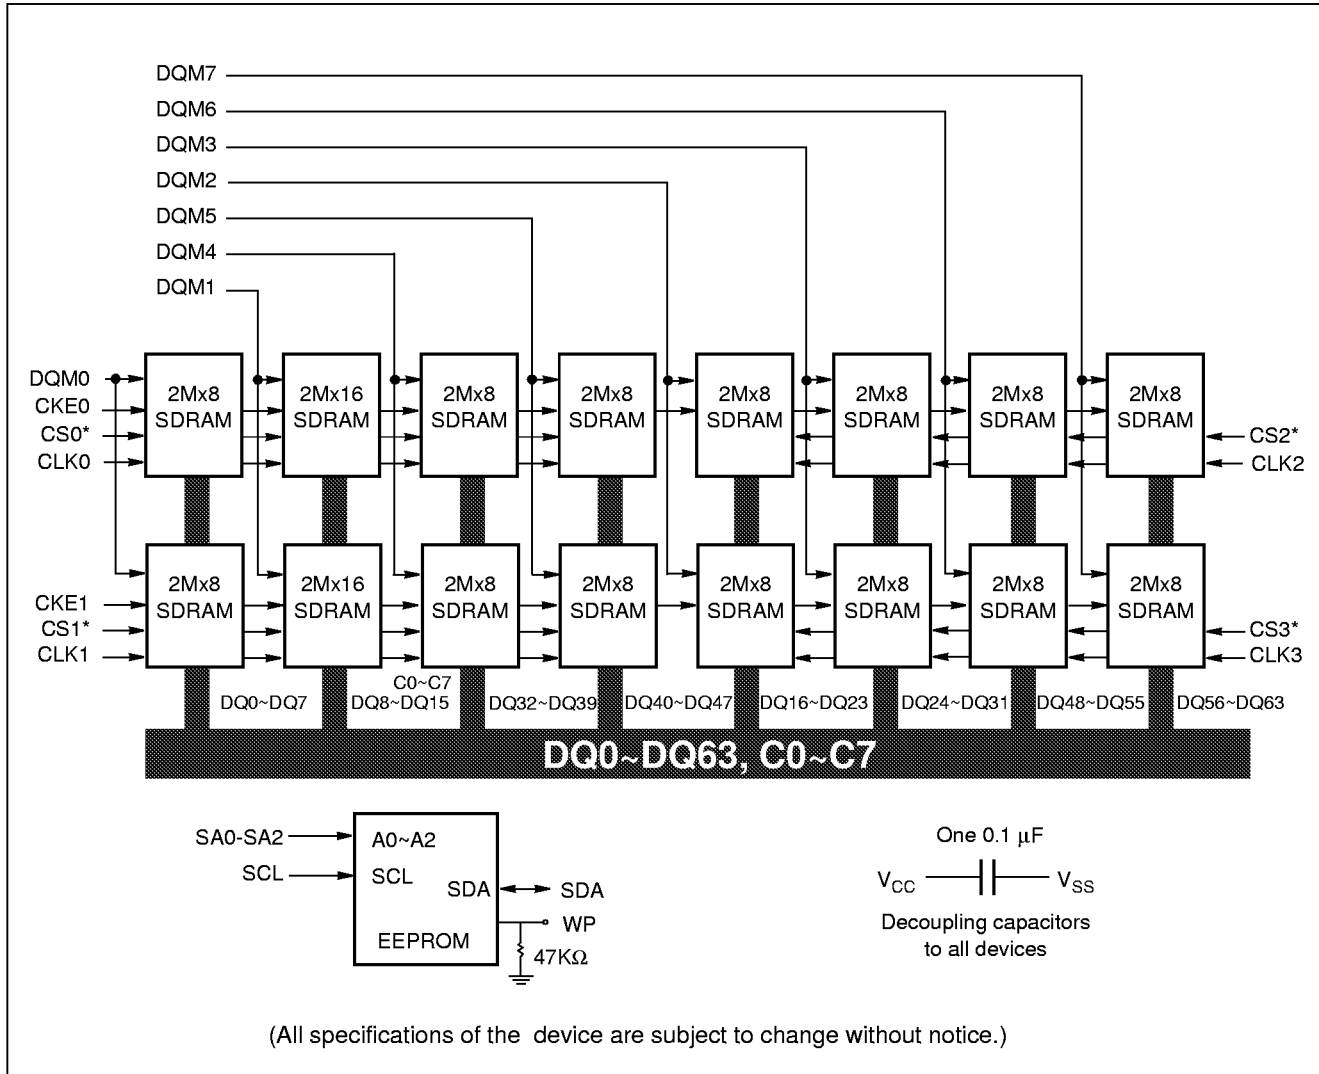 DQM7
DQM6
DQM3
DQM2
DQM5
DQM4
DQM1
DQM0
CKE0
CS0*
CLK0
2Mx8
SDRAM
2Mx16
SDRAM
2Mx8
SDRAM
2Mx8
SDRAM
2Mx8
SDRAM
2Mx8
SDRAM
2Mx8
SDRAM
2Mx8
SDRAM
CS2*
CLK2
CKE1
CS1*
CLK1
2Mx8
SDRAM
2Mx16
SDRAM
2Mx8
SDRAM
2Mx8
SDRAM
2Mx8
SDRAM
2Mx8
SDRAM
2Mx8
SDRAM
2Mx8
SDRAM
CS3*
CLK3
DQ0~DQ7
C0~C7
DQ8~DQ15
DQ32~DQ39
DQ40~DQ47
DQ16~DQ23
DQ24~DQ31
DQ48~DQ55
DQ56~DQ63
DQ0~DQ63, C0~C7
SA0-SA2
SCL
A0~A2
SCL
SDA
EEPROM
SDA
WP
47KΩ
One 0.1 μF
VCC
VSS
Decoupling capacitors
to all devices
(All specifications of the device are subject to change without notice.)